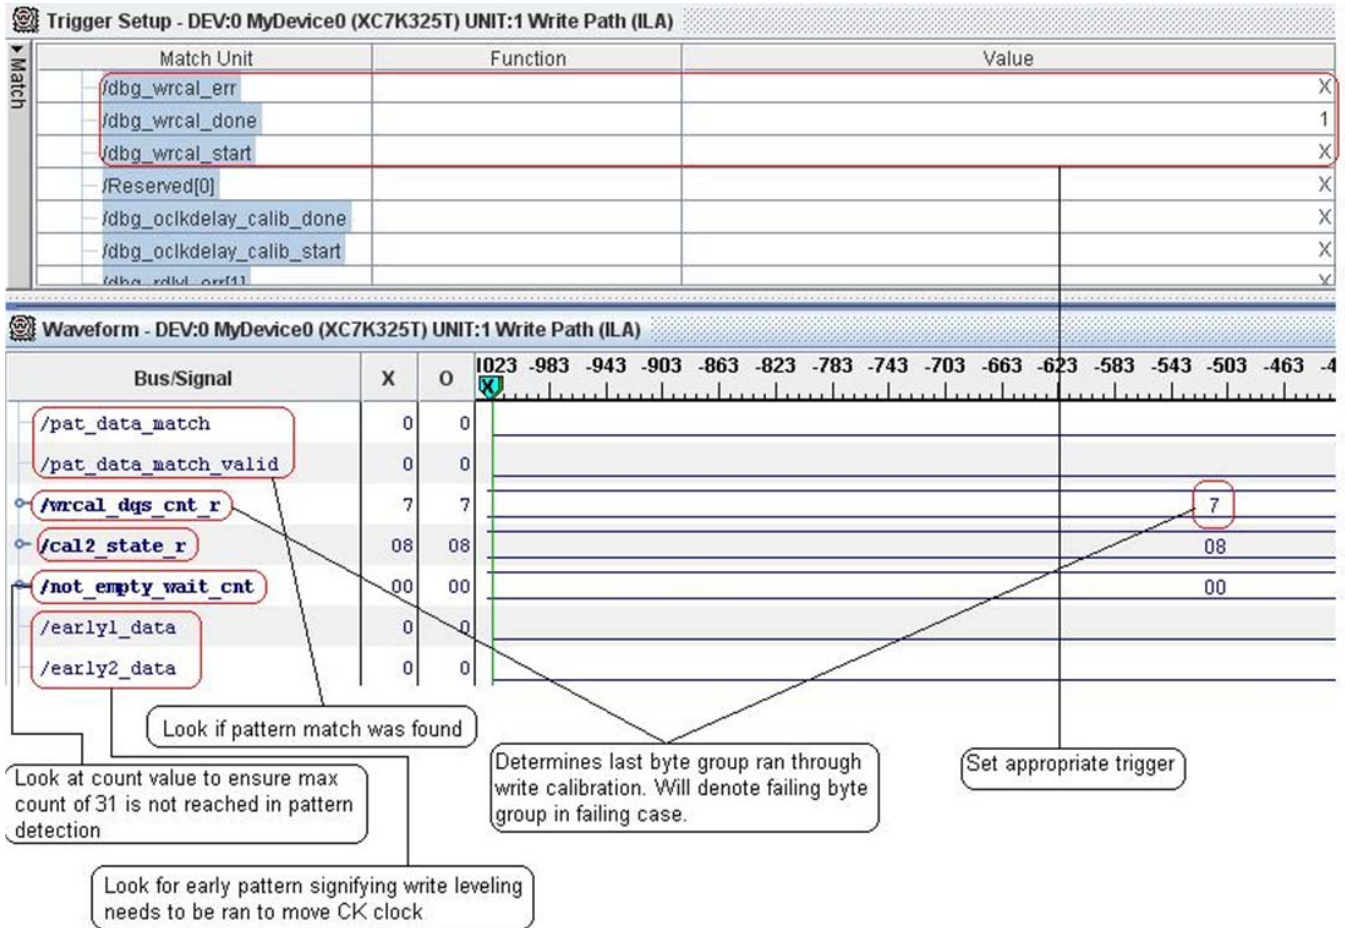 Trigger Setup - DEV:0 MyDevice0 (XC7K325T) UNIT:1 Write Path (ILA)
Match
Match Unit Function Value
/dbg_wrcal_err X
/dbg_wrcal_done 1
/dbg_wrcal_start X
/Reserved[0] X
/dbg_oclkdelay_calib_done X
/dbg_oclkdelay_calib_start X
/dbg_rdlvl_err[1] X
Waveform - DEV:0 MyDevice0 (XC7K325T) UNIT:1 Write Path (ILA)
Bus/Signal X O 1023 -983 -943 -903 -863 -823 -783 -743 -703 -663 -623 -583 -543 -503 -463 -4
X
/pat_data_match 0 0
/pat_data_match_valid 0 0
/wrcal_dqs_cnt_r 7 7 7
/cal2_state_r 08 08 08
/not_empty_wait_cnt 00 00 00
/early1_data 0 0
/early2_data 0 0
Look if pattern match was found
Determines last byte group ran through
write calibration. Will denote failing byte
group in failing case.
Set appropriate trigger
Look at count value to ensure max
count of 31 is not reached in pattern
detection
Look for early pattern signifying write leveling
needs to be ran to move CK clock